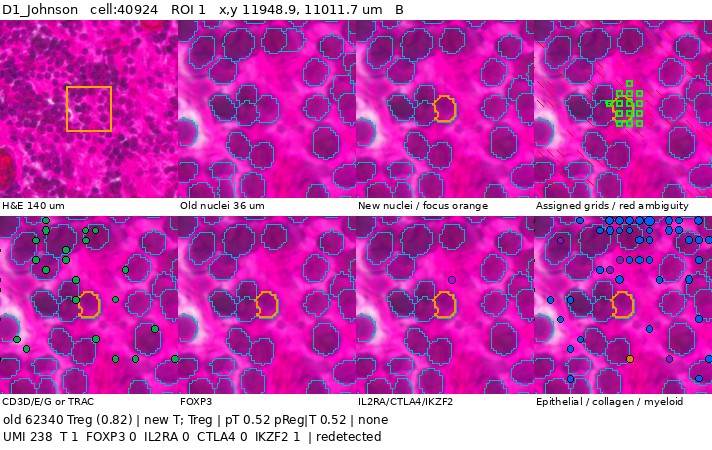 D1_Johnson cell:40924 ROI 1 x,y 11948.9, 11011.7 um B
H&E 140 um
Old nuclei 36 um
New nuclei / focus orange
Assigned grids / red ambiguity
CD3D/E/G or TRAC
FOXP3
IL2RA/CTLA4/IKZF2
Epithelial / collagen / myeloid
old 62340 Treg (0.82) | new T; Treg | pT 0.52 pReg|T 0.52 | none
UMI 238 T 1 FOXP3 0 IL2RA 0 CTLA4 0 IKZF2 1 | redetected